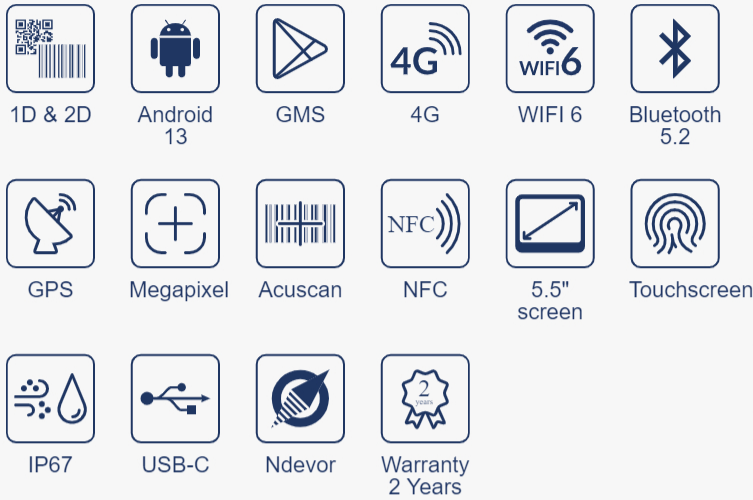 4G
WIFI6
1D & 2D
Android
13
GMS
4G
WIFI 6
Bluetooth
5.2
NFC
GPS
Megapixel
Acuscan
NFC
5.5"
screen
Touchscreen
2
years
IP67
USB-C
Ndevor
Warranty
2 Years